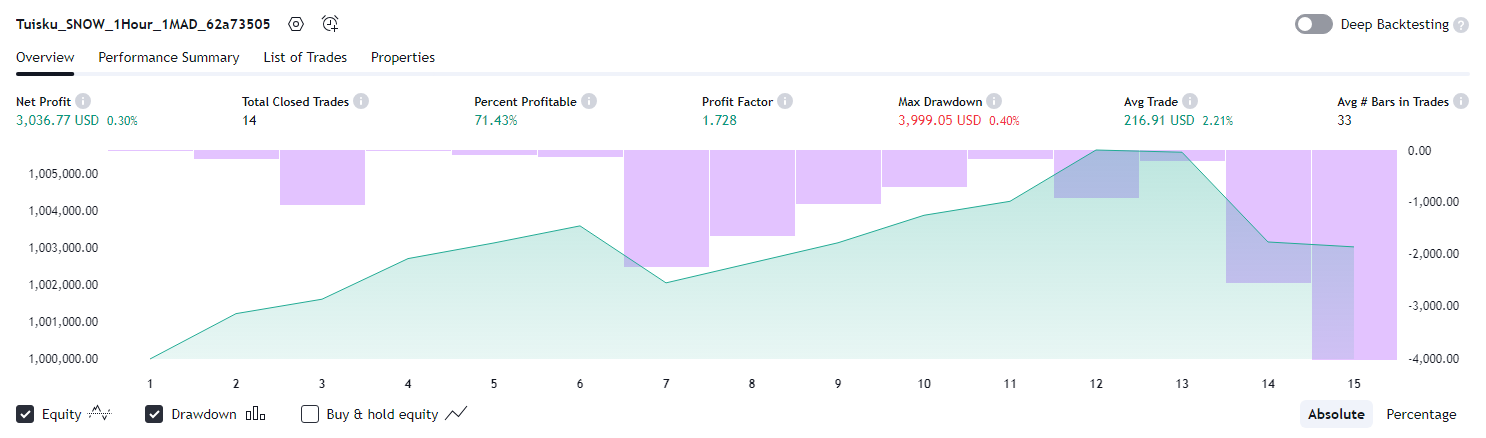 Tuisku_SNOW_1Hour_1MAD_62a73505 Deep Backtesting ?
Overview Performance Summary List of Trades Properties
Net Profit i Total Closed Trades i Percent Profitable i Profit Factor i Max Drawdown i Avg Trade i Avg # Bars in Trades i
3,036.77 USD 0.30% 14 71.43% 1.728 3,999.05 USD 0.40% 216.91 USD 2.21% 33
0.00
1,005,000.00
1,004,000.00 -1,000.00
1,003,000.00 -2,000.00
1,002,000.00
1,001,000.00 -3,000.00
1,000,000.00 -4,000.00
1 2 3 4 5 6 7 8 9 10 11 12 13 14 15
Equity Drawdown Buy & hold equity Absolute Percentage